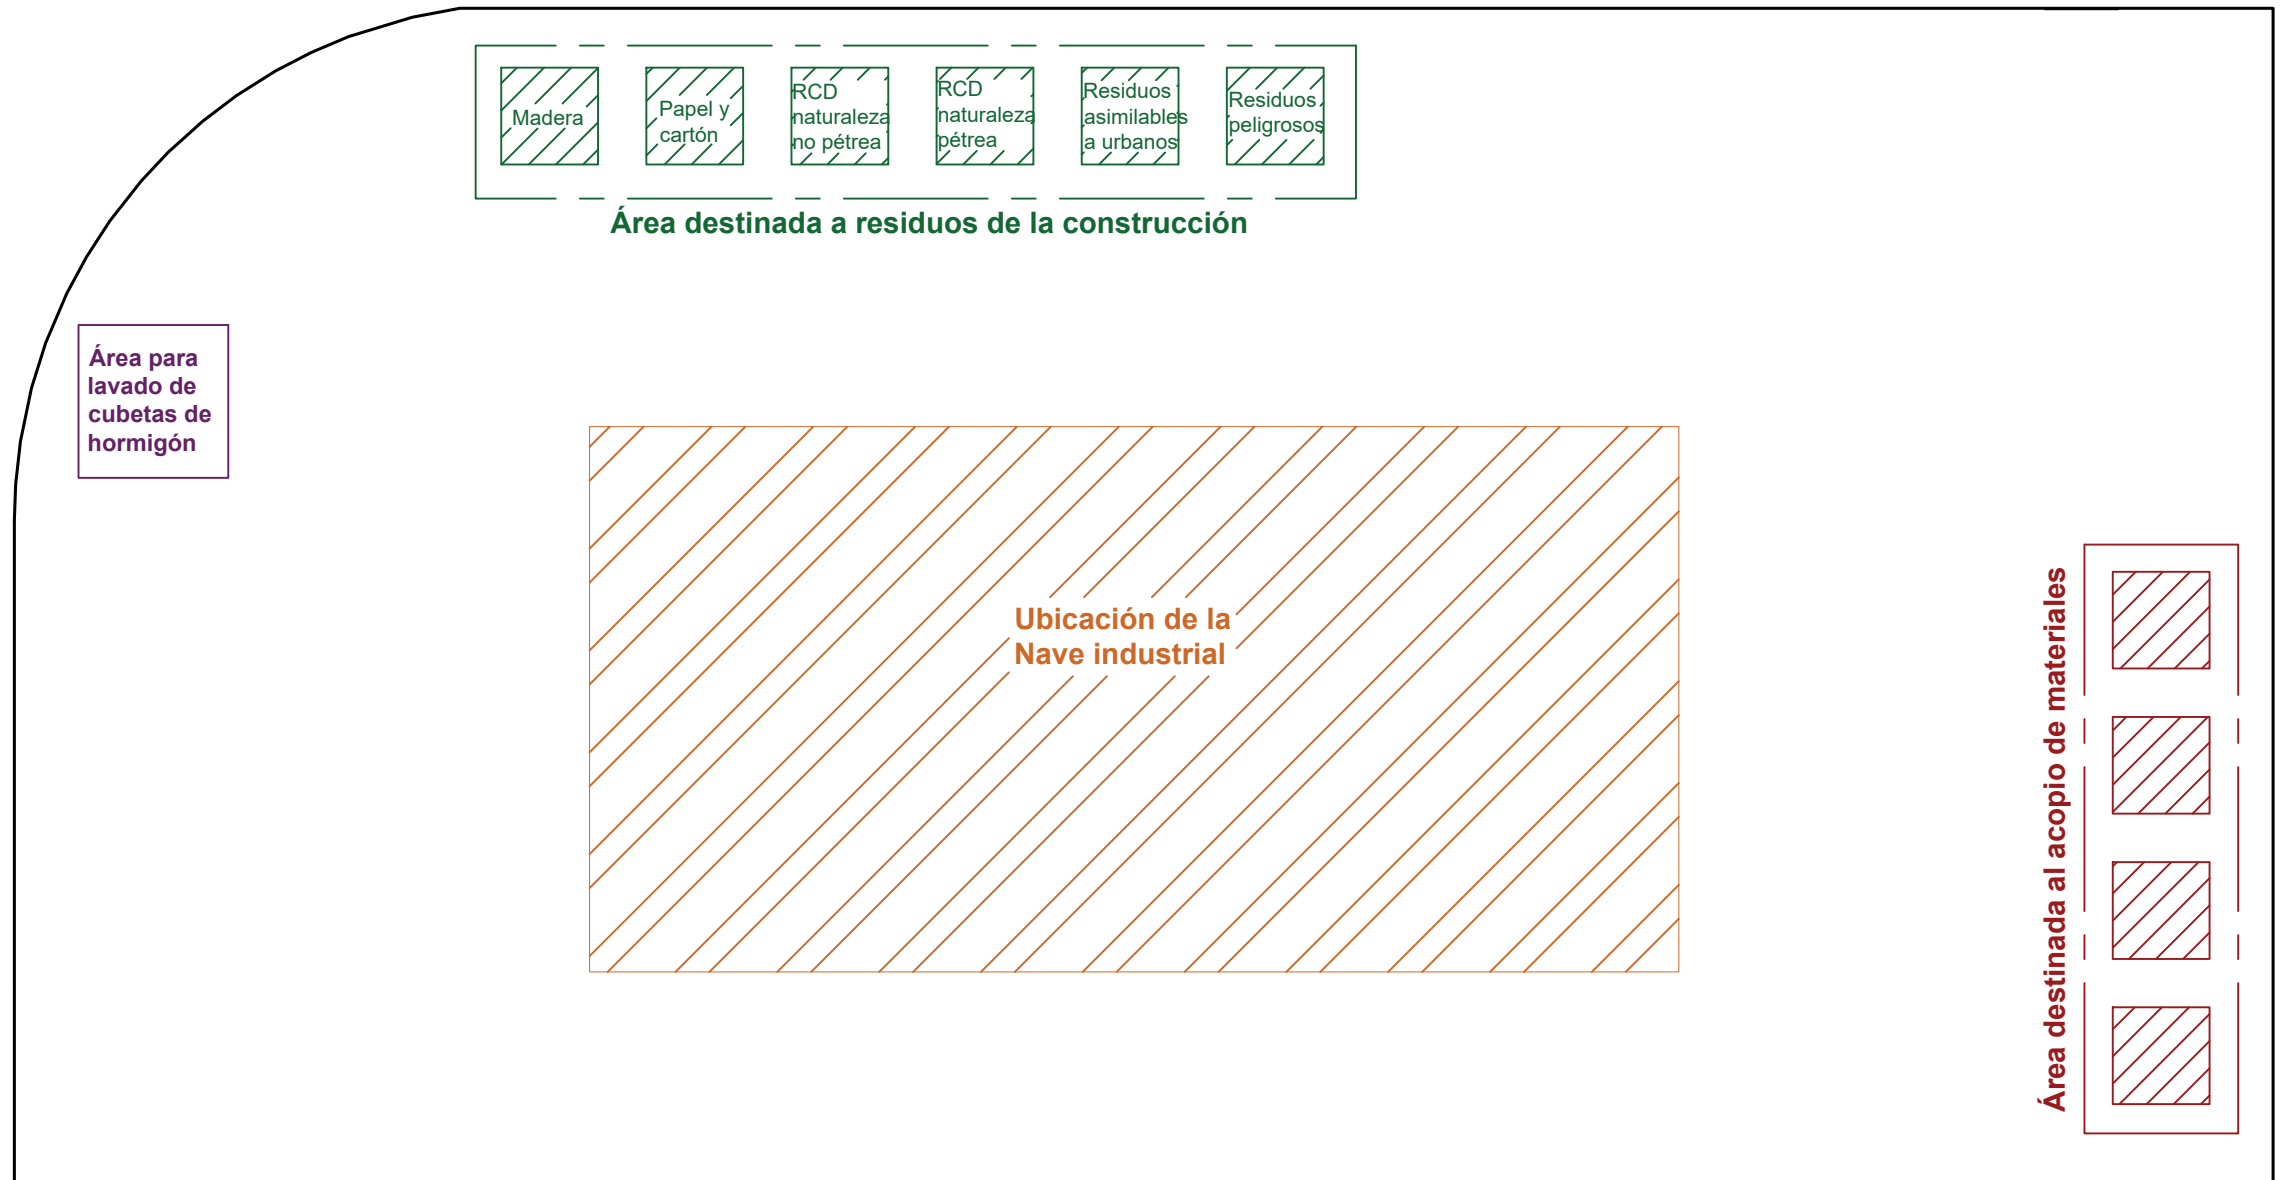 Madera
Papel y
cartón
RCD
naturaleza
no pétrea
RCD
naturaleza
pétrea
Residuos
asimilables
a urbanos
Residuos
peligrosos
Área destinada a residuos de la construcción
Área para
lavado de
cubetas de
hormigón
Ubicación de la
Nave industrial
Área destinada al acopio de materiales